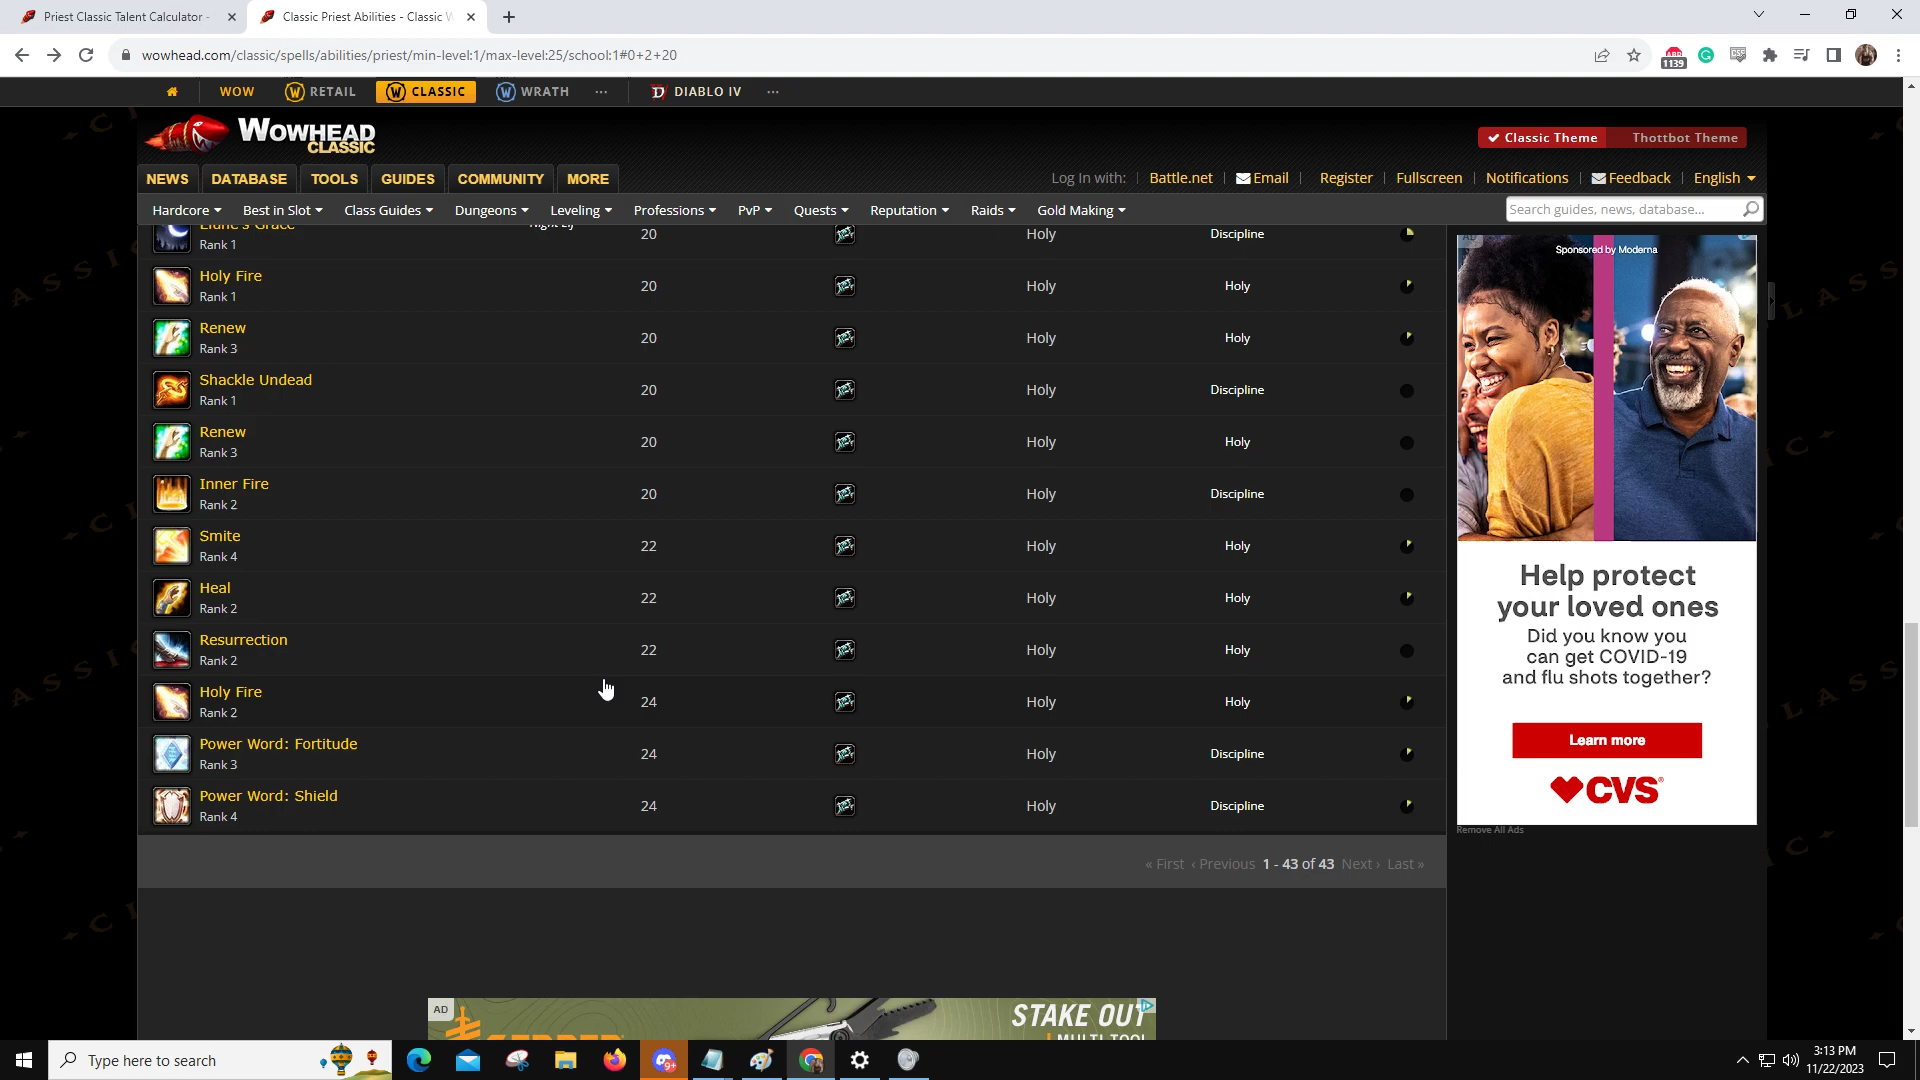 Priest Classic Talent Calculator -
Classic Priest Abilities - Classic W
wowhead.com/classic/spells/abilities/priest/min-level:1/max-level:25/school:1#0+2+20
ABP
1139
CSS
WOW RETAIL CLASSIC WRATH DIABLO IV
WOWHEAD
CLASSIC
Classic Theme Thottbot Theme
NEWS DATABASE TOOLS GUIDES COMMUNITY MORE
Log In with: Battle.net Email Register Fullscreen Notifications Feedback English
Hardcore Best in Slot Class Guides Dungeons Leveling Professions PvP Quests Reputation Raids Gold Making
Search guides, news, database...
Elune's Grace Night Elf
Rank 1
20 Holy Discipline
Holy Fire
Rank 1
20 Holy Holy
Renew
Rank 3
20 Holy Holy
Shackle Undead
Rank 1
20 Holy Discipline
Renew
Rank 3
20 Holy Holy
Inner Fire
Rank 2
20 Holy Discipline
Smite
Rank 4
22 Holy Holy
Heal
Rank 2
22 Holy Holy
Resurrection
Rank 2
22 Holy Holy
Holy Fire
Rank 2
24 Holy Holy
Power Word: Fortitude
Rank 3
24 Holy Discipline
Power Word: Shield
Rank 4
24 Holy Discipline
« First ‹ Previous 1 - 43 of 43 Next › Last »
AD
Sponsored by Moderna
Help protect
your loved ones
Did you know you
can get COVID-19
and flu shots together?
Learn more
CVS
Remove All Ads
AD
STAKE OUT
Type here to search
9+
3:13 PM
11/22/2023